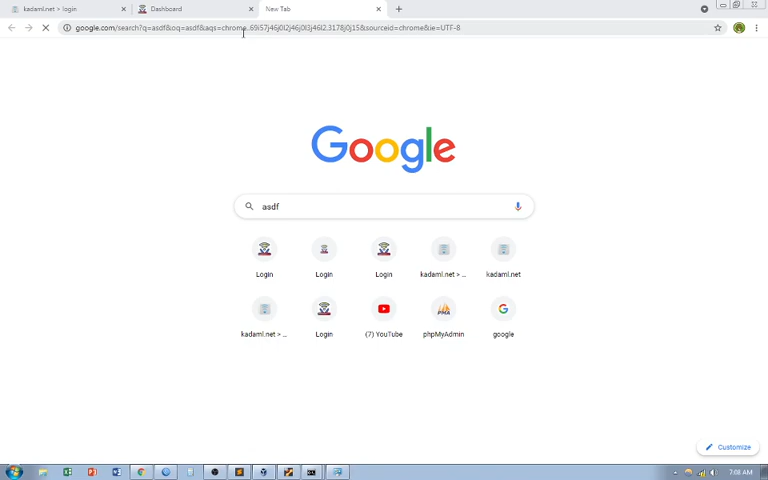 kadaml.net > login
Dashboard
New Tab
google.com/search?q=asdf&oq=asdf&aqs=chrome..69i57j46j0l2j46j0l3j46l2.3178j0j15&sourceid=chrome&ie=UTF-8
Google
asdf
Login
Login
Login
kadaml.net > ...
kadaml.net
kadaml.net > ...
Login
(7) YouTube
phpMyAdmin
google
PMA
Customize
7:08 AM